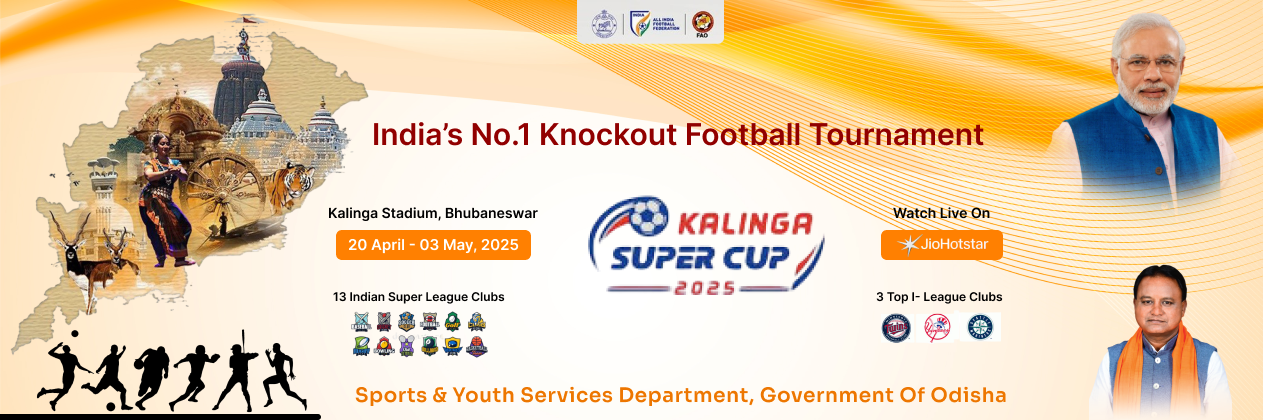 ALL INDIA
FOOTBALL
FEDERATION
INDIA
FAO
India's No.1 Knockout Football Tournament
Kalinga Stadium, Bhubaneswar
20 April - 03 May, 2025
KALINGA
SUPER CUP
2025
Watch Live On
JioHotstar
13 Indian Super League Clubs
3 Top I- League Clubs
Twins
Sports & Youth Services Department, Government Of Odisha